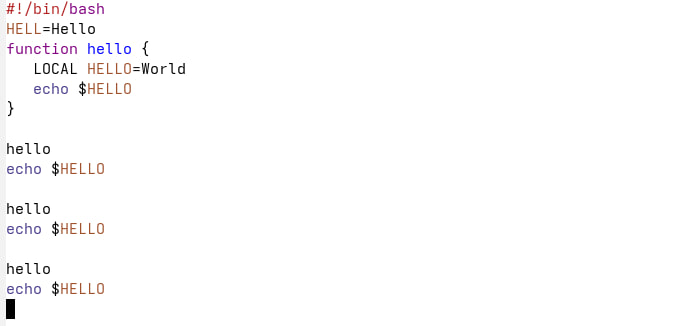 #!/bin/bash
HELL=Hello
function hello {
   LOCAL HELLO=World
   echo $HELLO
}

hello
echo $HELLO

hello
echo $HELLO

hello
echo $HELLO